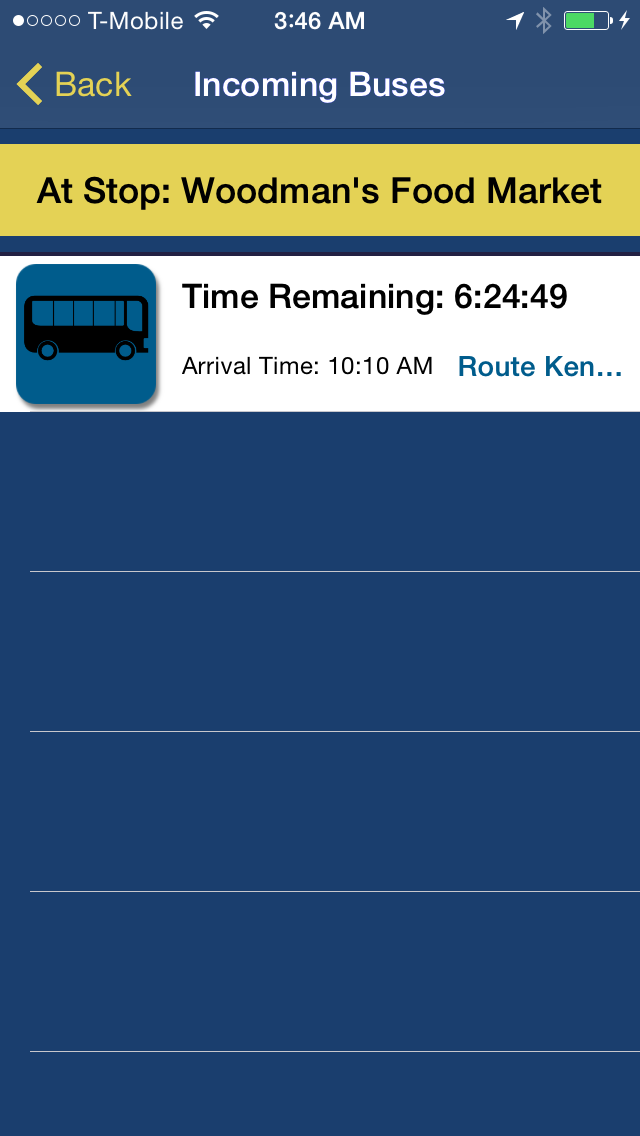 T-Mobile 3:46 AM
Back Incoming Buses
At Stop: Woodman's Food Market
Time Remaining: 6:24:49
Arrival Time: 10:10 AM Route Ken...